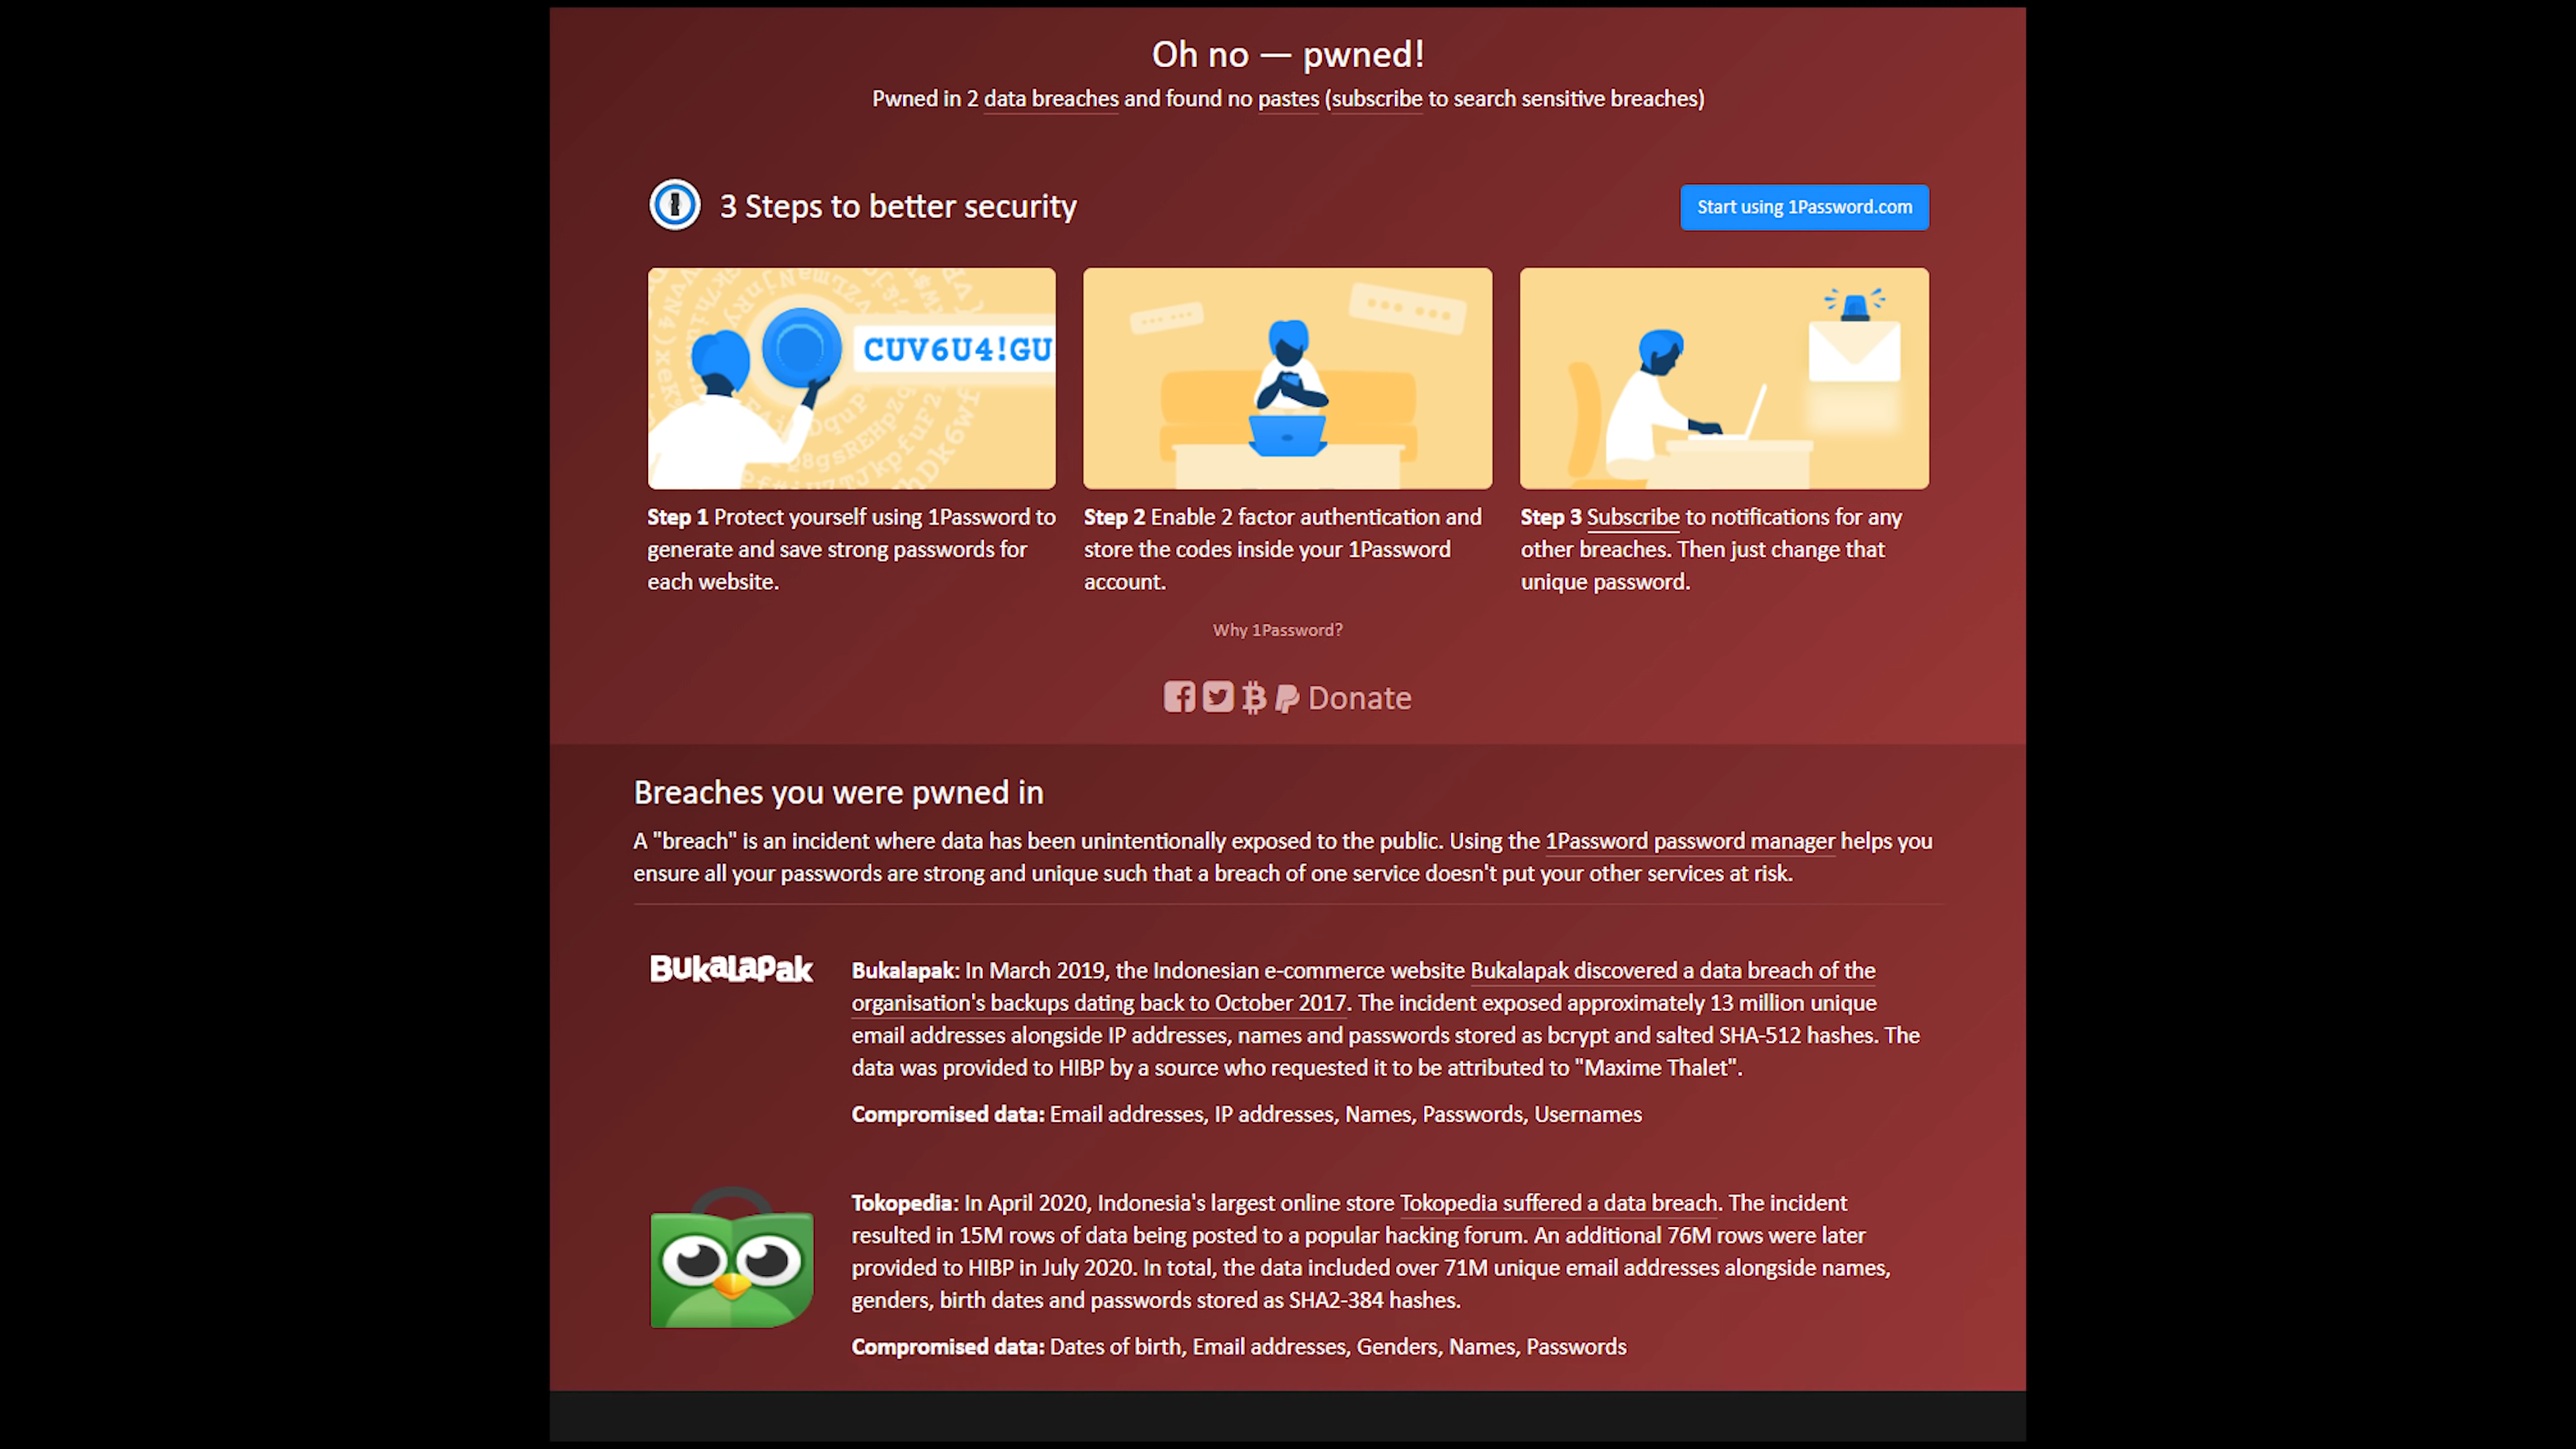 Oh no — pwned!
Pwned in 2 data breaches and found no pastes (subscribe to search sensitive breaches)
3 Steps to better security
Start using 1Password.com
CUV6U4!GU
Step 1 Protect yourself using 1Password to
generate and save strong passwords for
each website.
Step 2 Enable 2 factor authentication and
store the codes inside your 1Password
account.
Step 3 Subscribe to notifications for any
other breaches. Then just change that
unique password.
Why 1Password?
Donate
Breaches you were pwned in
A "breach" is an incident where data has been unintentionally exposed to the public. Using the 1Password password manager helps you
ensure all your passwords are strong and unique such that a breach of one service doesn't put your other services at risk.
BukaLapak
Bukalapak: In March 2019, the Indonesian e-commerce website Bukalapak discovered a data breach of the
organisation's backups dating back to October 2017. The incident exposed approximately 13 million unique
email addresses alongside IP addresses, names and passwords stored as bcrypt and salted SHA-512 hashes. The
data was provided to HIBP by a source who requested it to be attributed to "Maxime Thalet".
Compromised data: Email addresses, IP addresses, Names, Passwords, Usernames
Tokopedia: In April 2020, Indonesia's largest online store Tokopedia suffered a data breach. The incident
resulted in 15M rows of data being posted to a popular hacking forum. An additional 76M rows were later
provided to HIBP in July 2020. In total, the data included over 71M unique email addresses alongside names,
genders, birth dates and passwords stored as SHA2-384 hashes.
Compromised data: Dates of birth, Email addresses, Genders, Names, Passwords